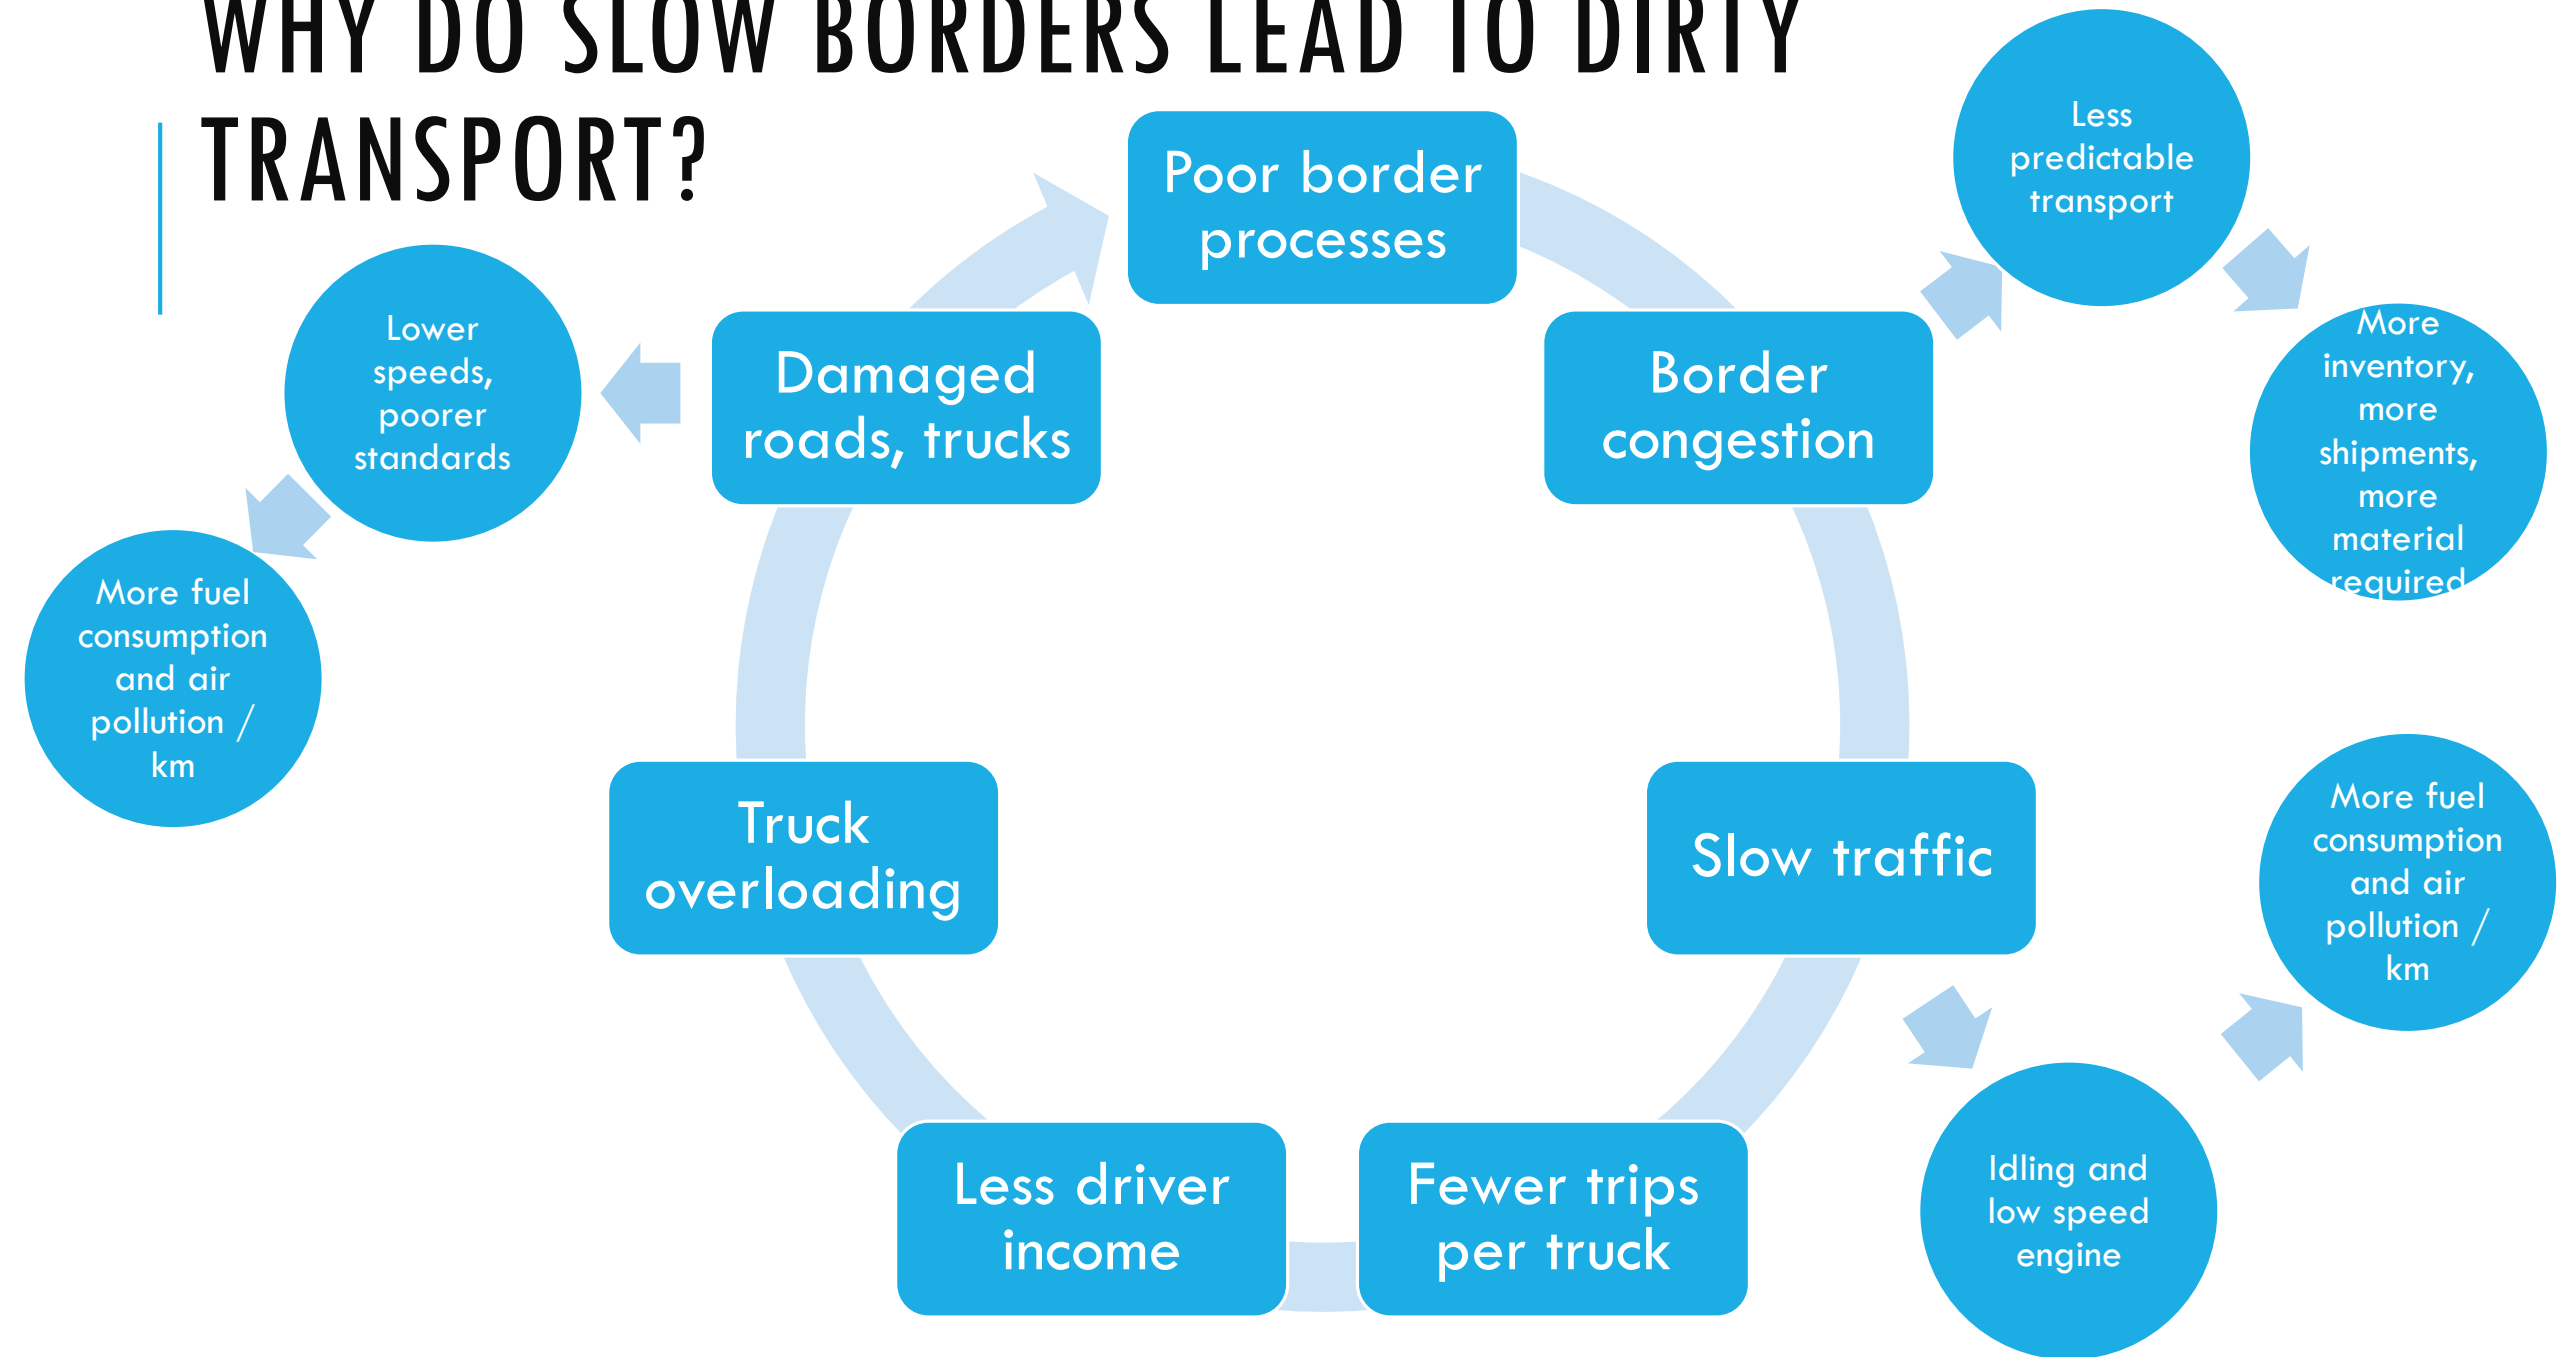 WHY DO SLOW BORDERS LEAD TO DIRTY
TRANSPORT?
Poor border
processes
Border
congestion
Slow traffic
Fewer trips
per truck
Less driver
income
Truck
overloading
Damaged
roads, trucks
Less
predictable
transport
More
inventory,
more
shipments,
more
material
required
Idling and
low speed
engine
More fuel
consumption
and air
pollution /
km
Lower
speeds,
poorer
standards
More fuel
consumption
and air
pollution /
km